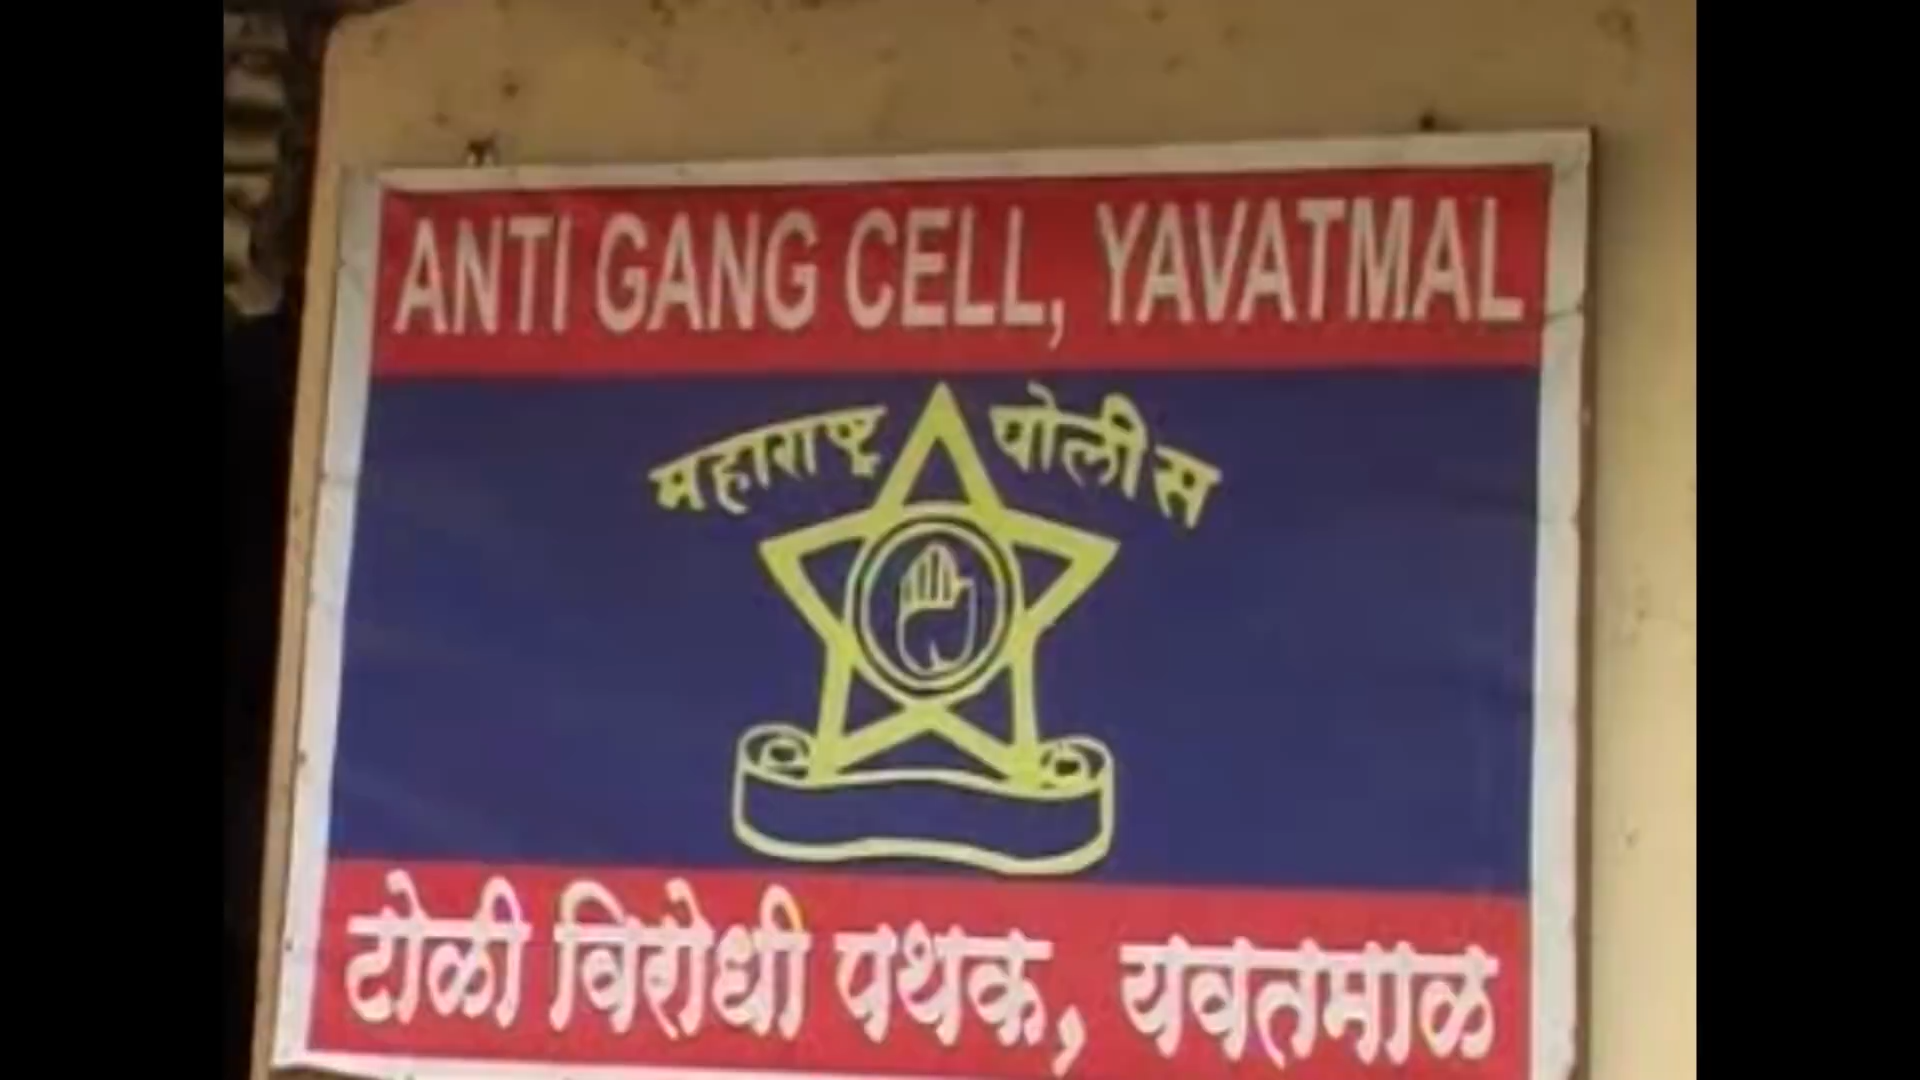 ANTI GANG CELL, YAVATMAL
महाराष्ट्र पोलीस
टोळी विरोधी पथक, यवतमाळ